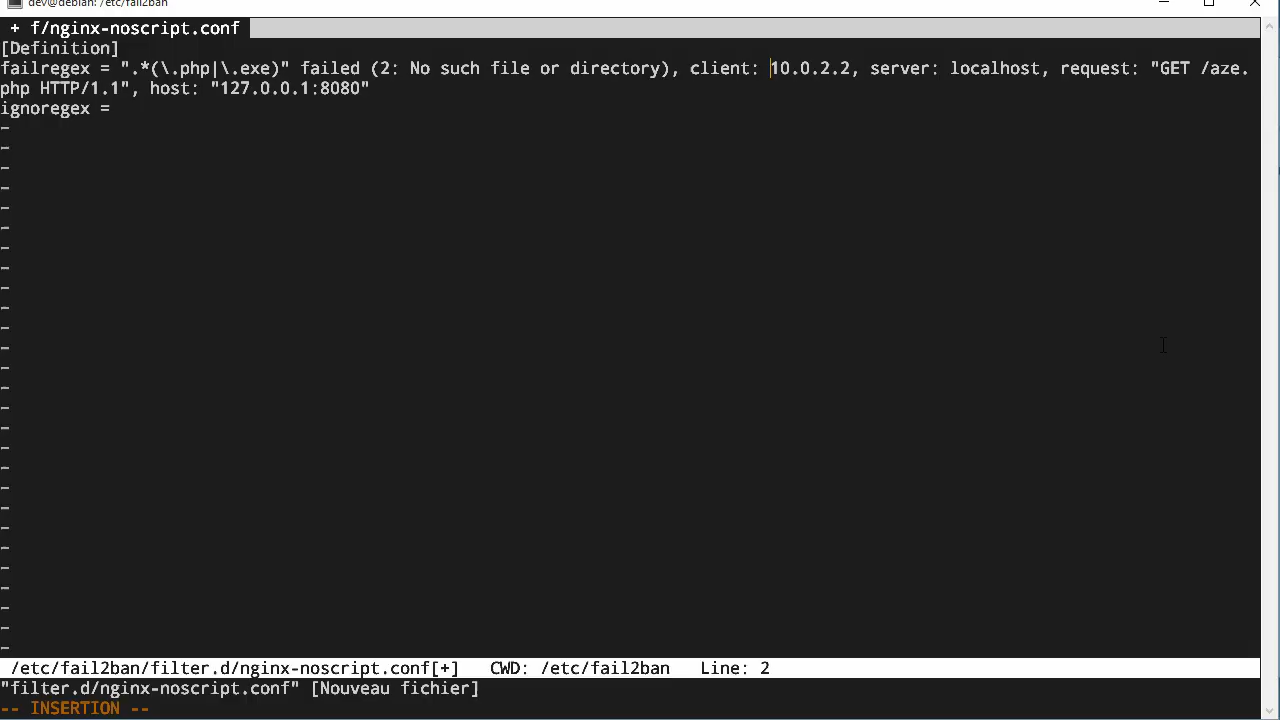 dev@debian: /etc/fail2ban
+ f/nginx-noscript.conf
[Definition]
failregex = ".*(\.php|\.exe)" failed (2: No such file or directory), client: 10.0.2.2, server: localhost, request: "GET /aze.
php HTTP/1.1", host: "127.0.0.1:8080"
ignoregex =
/etc/fail2ban/filter.d/nginx-noscript.conf[+] CWD: /etc/fail2ban Line: 2
"filter.d/nginx-noscript.conf" [Nouveau fichier]
-- INSERTION --